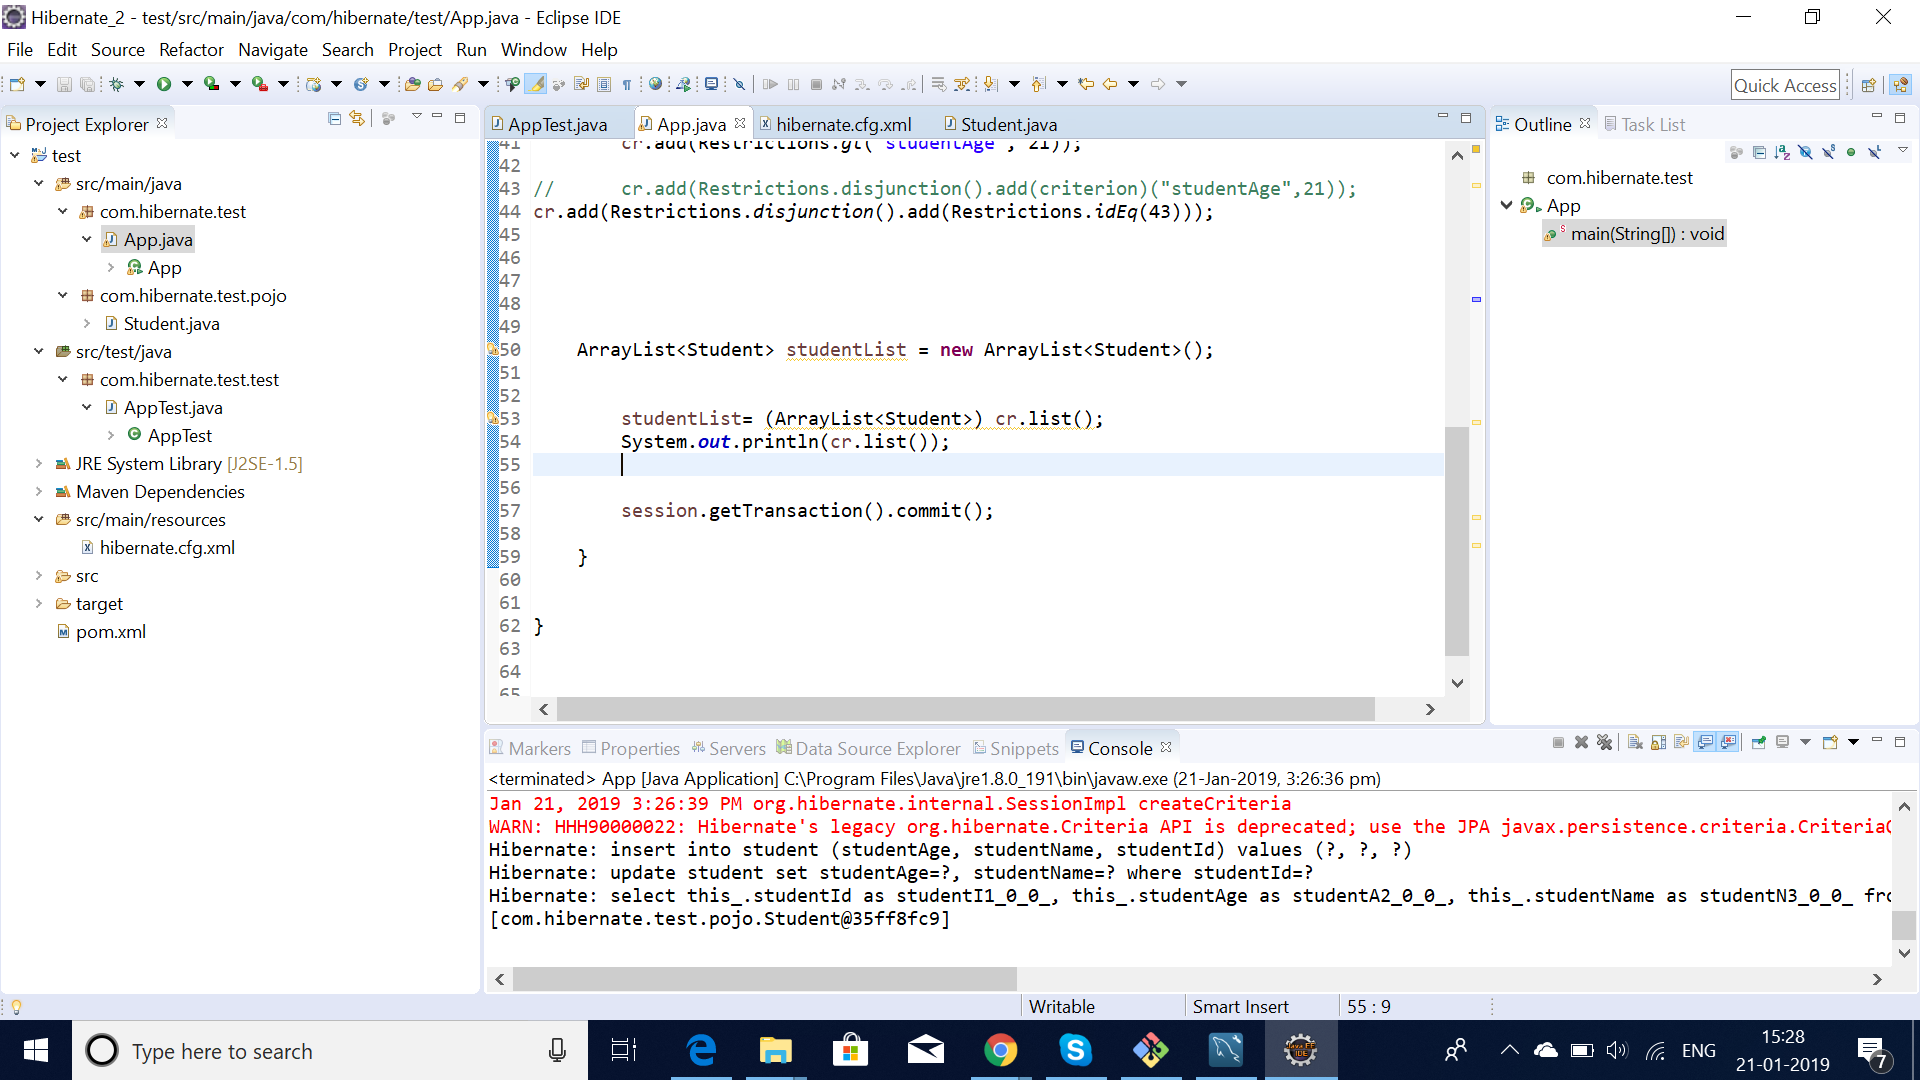 Hibernate_2 - test/src/main/java/com/hibernate/test/App.java - Eclipse IDE
File Edit Source Refactor Navigate Search Project Run Window Help
Quick Access
Project Explorer
test
src/main/java
com.hibernate.test
App.java
App
com.hibernate.test.pojo
Student.java
src/test/java
com.hibernate.test.test
AppTest.java
AppTest
JRE System Library [J2SE-1.5]
Maven Dependencies
src/main/resources
hibernate.cfg.xml
src
target
pom.xml
AppTest.java App.java hibernate.cfg.xml Student.java
41 cr.add(Restrictions.gt("studentAge", 21));
42
43 // cr.add(Restrictions.disjunction().add(criterion)("studentAge",21));
44 cr.add(Restrictions.disjunction().add(Restrictions.idEq(43)));
45
46
47
48
49
50 ArrayList<Student> studentList = new ArrayList<Student>();
51
52
53 studentList= (ArrayList<Student>) cr.list();
54 System.out.println(cr.list());
55
56
57 session.getTransaction().commit();
58
59 }
60
61
62 }
63
64
65
Outline Task List
com.hibernate.test
App
main(String[]) : void
Markers Properties Servers Data Source Explorer Snippets Console
<terminated> App [Java Application] C:\Program Files\Java\jre1.8.0_191\bin\javaw.exe (21-Jan-2019, 3:26:36 pm)
Jan 21, 2019 3:26:39 PM org.hibernate.internal.SessionImpl createCriteria
WARN: HHH90000022: Hibernate's legacy org.hibernate.Criteria API is deprecated; use the JPA javax.persistence.criteria.Criteria
Hibernate: insert into student (studentAge, studentName, studentId) values (?, ?, ?)
Hibernate: update student set studentAge=?, studentName=? where studentId=?
Hibernate: select this_.studentId as studentI1_0_0_, this_.studentAge as studentA2_0_0_, this_.studentName as studentN3_0_0_ fro
[com.hibernate.test.pojo.Student@35ff8fc9]
Writable Smart Insert 55 : 9
Type here to search
ENG
15:28
21-01-2019
7